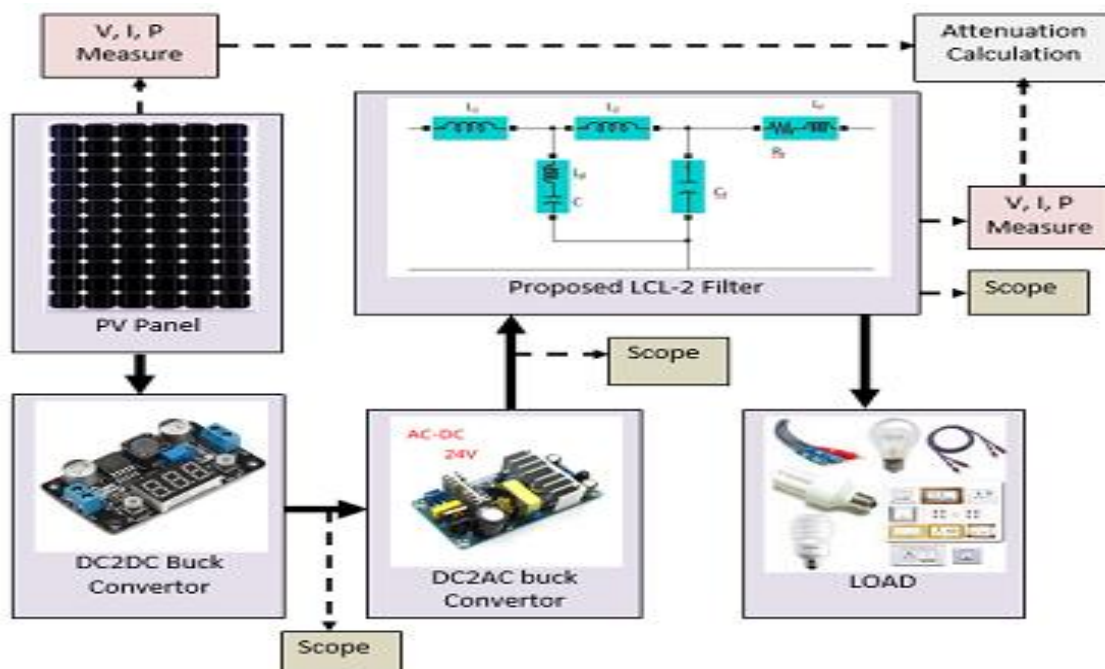 V, I, P
Measure
Attenuation
Calculation
PV Panel
C
Proposed LCL-2 Filter
V, I, P
Measure
Scope
Scope
DC2DC Buck
Convertor
AC-DC
24V
DC2AC buck
Convertor
LOAD
Scope